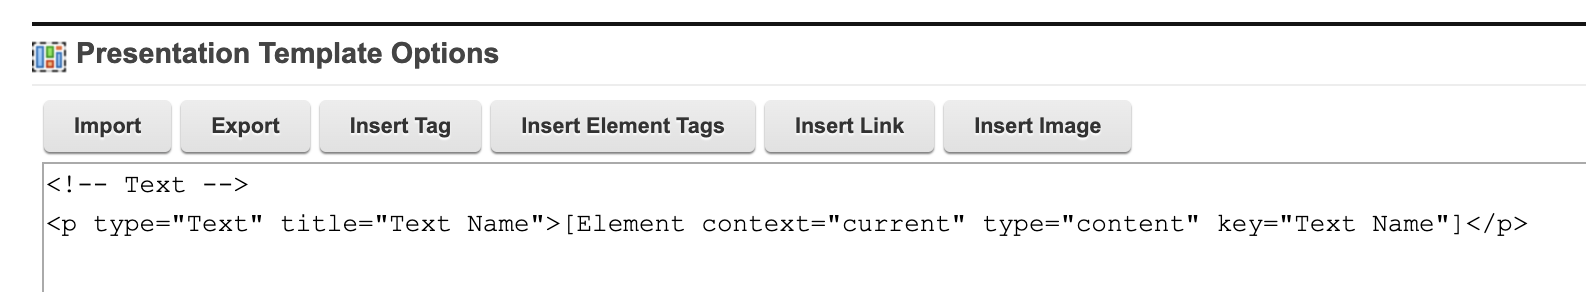 Presentation Template Options
Import Export Insert Tag Insert Element Tags Insert Link Insert Image
<!-- Text -->
<p type="Text" title="Text Name">[Element context="current" type="content" key="Text Name"]</p>